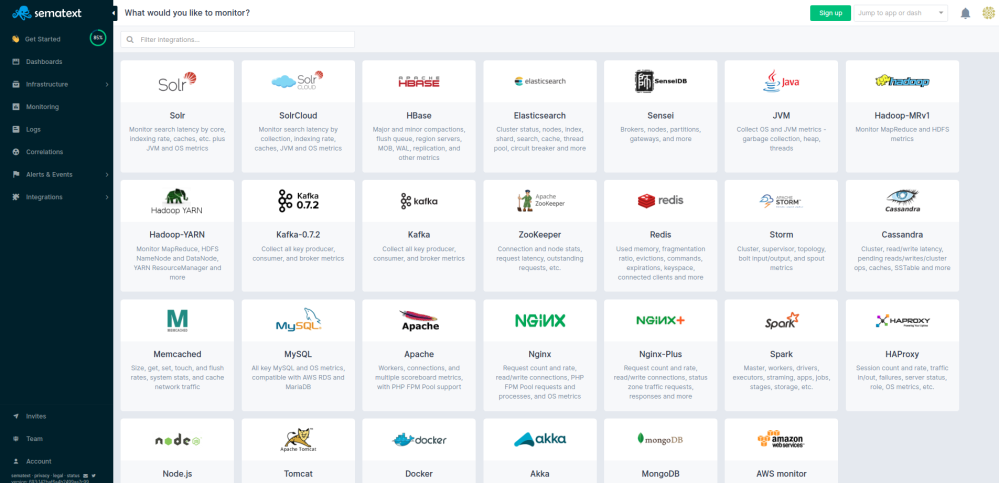 sematext
What would you like to monitor?
Sign up
Jump to app or dash
Get Started
85%
Filter integrations...
Dashboards
Infrastructure
Monitoring
Logs
Correlations
Alerts & Events
Integrations
Invites
Team
Account
sematext · privacy · legal · status
Solr
Solr
Monitor search latency by core,
indexing rate, caches, etc. plus
JVM and OS metrics
Solr
CLOUD
SolrCloud
Monitor search latency by
collection, indexing rate,
caches, JVM and OS metrics
APACHE
HBASE
HBase
Major and minor compactions,
flush queue, region servers,
MOB, WAL, replication, and
other metrics
elasticsearch
Elasticsearch
Cluster status, nodes, index,
shard, search, cache, thread
pool, circuit breaker and more
師
SenseiDB
Sensei
Brokers, nodes, partitions,
gateways, and more
Java
JVM
Collect OS and JVM metrics -
garbage collection, heap,
threads
hadoop
Hadoop-MRv1
Monitor MapReduce and HDFS
metrics
Hadoop YARN
Hadoop-YARN
Monitor MapReduce, HDFS
NameNode and DataNode,
YARN ResourceManager and
more
Kafka
0.7.2
Kafka-0.7.2
Collect all key producer,
consumer, and broker metrics
kafka
Kafka
Collect all key producer,
consumer, and broker metrics
Apache
ZooKeeper
ZooKeeper
Connection and node stats,
request latency, outstanding
requests, etc.
redis
Redis
Used memory, fragmentation
ratio, evictions, commands,
expirations, keyspace,
connected clients and more
APACHE
STORM
Storm
Cluster, supervisor, topology,
bolt input/output, and spout
metrics
Cassandra
Cassandra
Cluster, read/write latency,
pending reads/writes/cluster
ops, caches, SSTable and more
M
MEMCACHED
Memcached
Size, get, set, touch, and flush
rates, system stats, and cache
network traffic
MySQL
MySQL
All key MySQL and OS metrics,
compatible with AWS RDS and
MariaDB
Apache
Apache
Workers, connections, and
multiple scoreboard metrics,
with PHP FPM Pool support
NGINX
Nginx
Request count and rate,
read/write connections, PHP
FPM Pool requests and
processes, and OS metrics
NGINX+
Nginx-Plus
Request count and rate,
read/write connections, status
zone traffic requests,
responses and more
Spark
Spark
Master, workers, drivers,
executors, straming, apps, jobs,
stages, storage, etc.
HAPROXY
HAProxy
Session count and rate, traffic
in/out, failures, server status,
role, OS metrics, etc.
node
JS
Node.js
Apache Tomcat
Tomcat
docker
Docker
akka
Akka
mongoDB
MongoDB
amazon
web services
AWS monitor